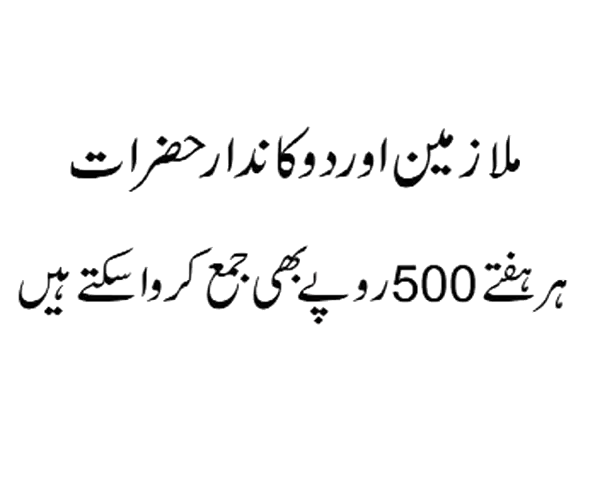 ملازمین اور دوکاندار حضرات
ہر ہفتے 500 روپے بھی جمع کروا سکتے ہیں